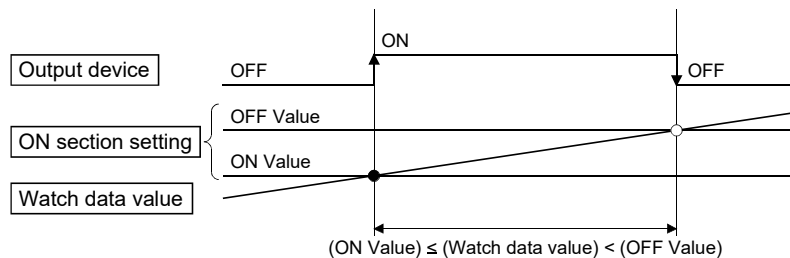 ON
Output device
OFF
OFF
OFF Value
ON section setting
ON Value
Watch data value
(ON Value) ≤ (Watch data value) < (OFF Value)